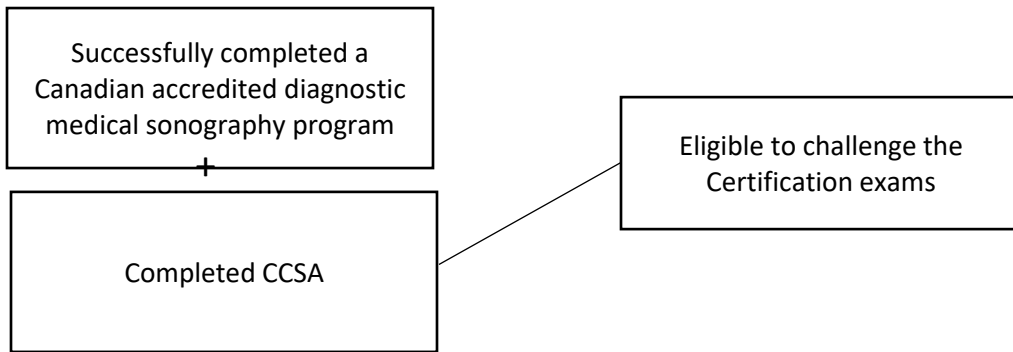 Successfully completed a
Canadian accredited diagnostic
medical sonography program
+
Completed CCSA
Eligible to challenge the
Certification exams